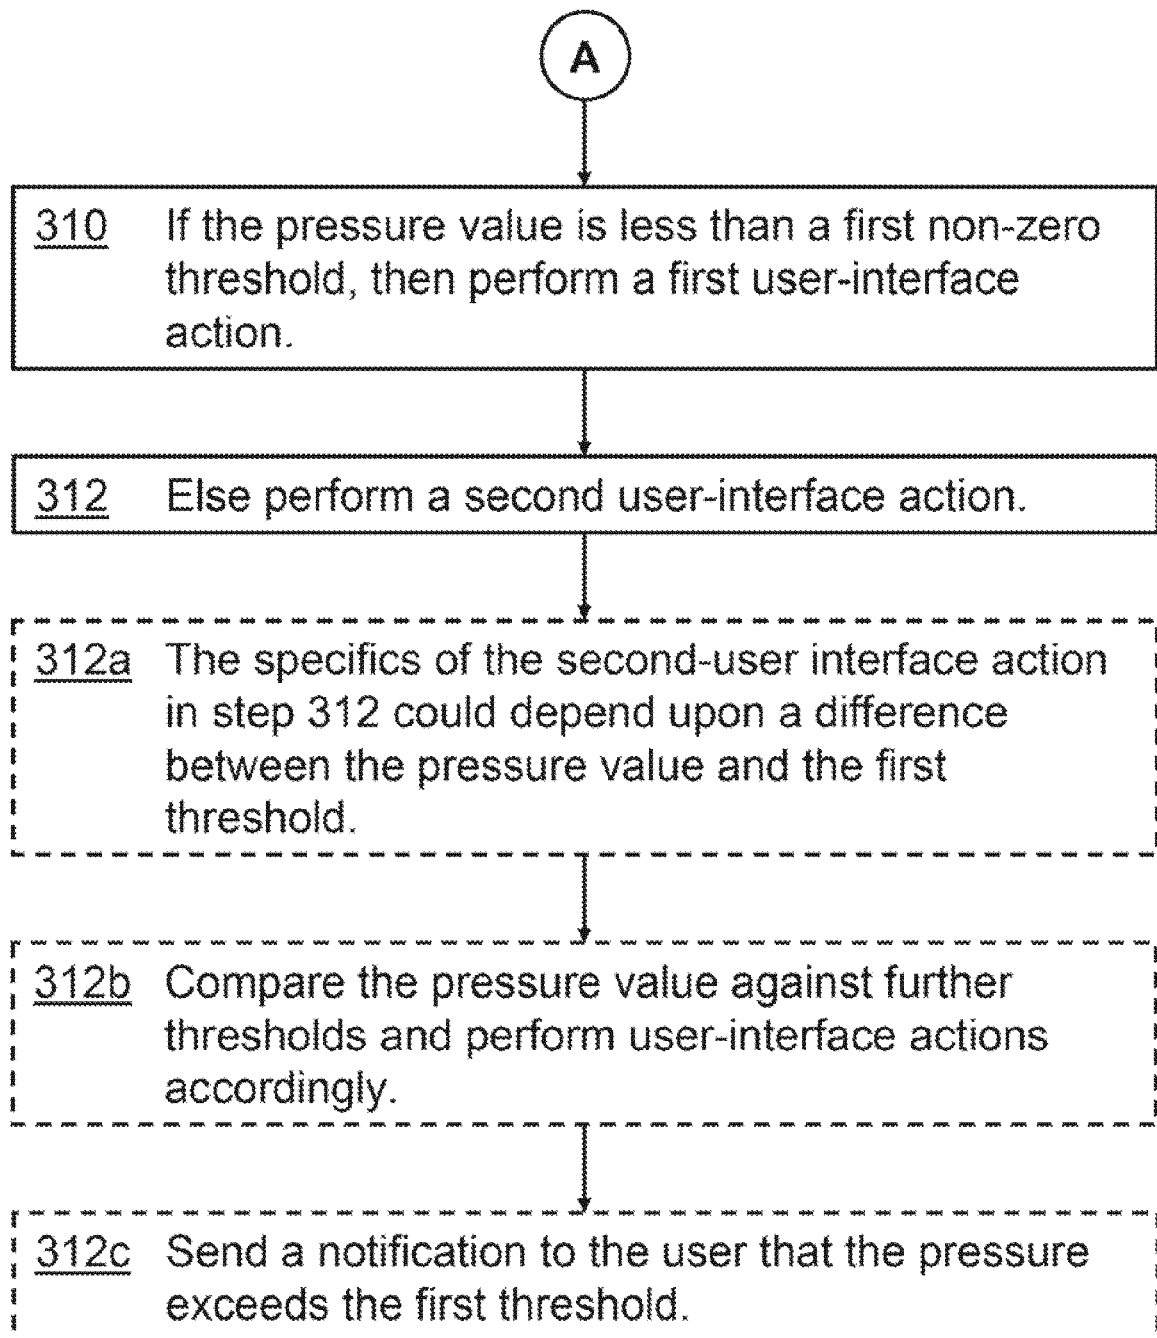 A
310 If the pressure value is less than a first non-zero
threshold, then perform a first user-interface
action.
312 Else perform a second user-interface action.
312a The specifics of the second-user interface action
in step 312 could depend upon a difference
between the pressure value and the first
threshold.
312b Compare the pressure value against further
thresholds and perform user-interface actions
accordingly.
312c Send a notification to the user that the pressure
exceeds the first threshold.